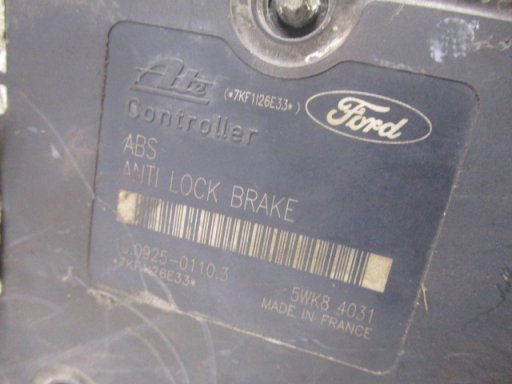 Ate (*7KF1126E33*) Ford
Controller
ABS
ANTI LOCK BRAKE
0925-0110.3
*7KF1126E33*
5WK8 4031
MADE IN FRANCE